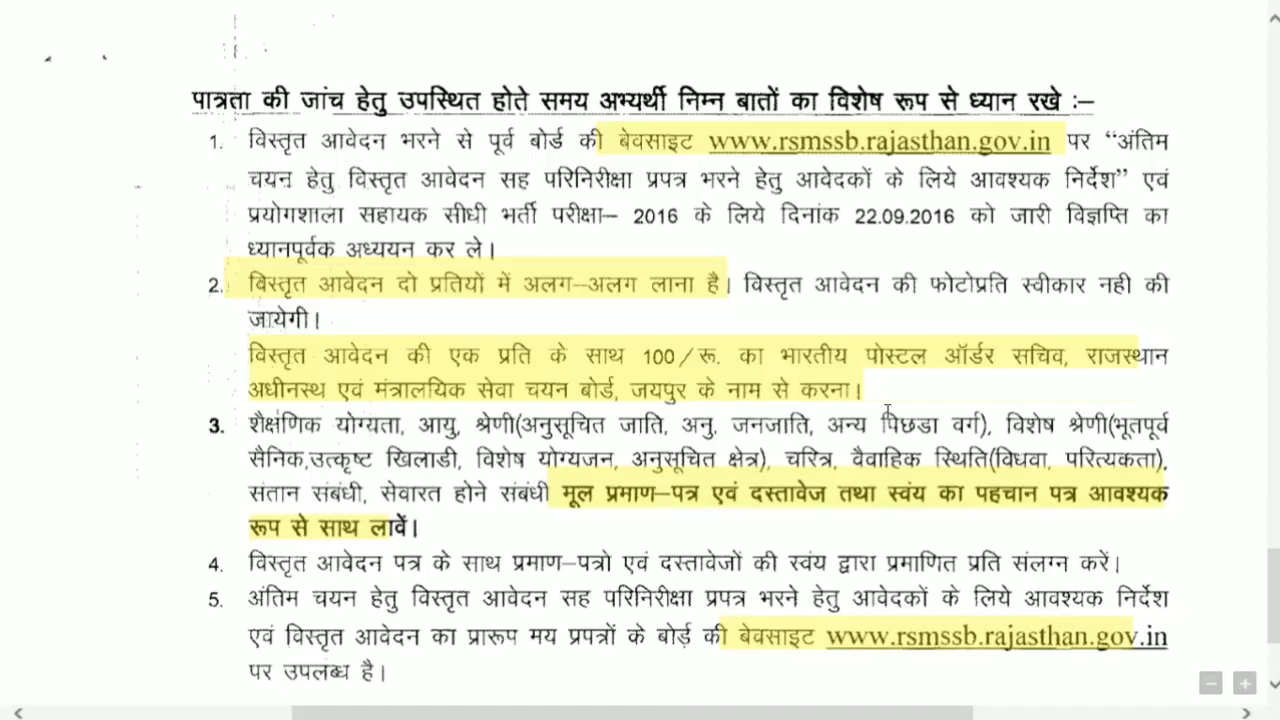 पात्रता की जांच हेतु उपस्थित होते समय अभ्यर्थी निम्न बातों का विशेष रूप से ध्यान रखे :–
1. विस्तृत आवेदन भरने से पूर्व बोर्ड की बेवसाइट www.rsmssb.rajasthan.gov.in पर “अंतिम
चयन हेतु विस्तृत आवेदन सह परिनिरीक्षा प्रपत्र भरने हेतु आवेदकों के लिये आवश्यक निर्देश” एवं
प्रयोगशाला सहायक सीधी भर्ती परीक्षा– 2016 के लिये दिनांक 22.09.2016 को जारी विज्ञप्ति का
ध्यानपूर्वक अध्ययन कर ले।
2. विस्तृत आवेदन दो प्रतियों में अलग–अलग लाना है। विस्तृत आवेदन की फोटोप्रति स्वीकार नही की
जायेगी।
विस्तृत आवेदन की एक प्रति के साथ 100/रू. का भारतीय पोस्टल ऑर्डर सचिव, राजस्थान
अधीनस्थ एवं मंत्रालयिक सेवा चयन बोर्ड, जयपुर के नाम से करना।
3. शैक्षणिक योग्यता, आयु, श्रेणी(अनुसूचित जाति, अनु. जनजाति, अन्य पिछडा वर्ग), विशेष श्रेणी(भूतपूर्व
सैनिक,उत्कृष्ट खिलाडी, विशेष योग्यजन, अनुसूचित क्षेत्र), चरित्र, वैवाहिक स्थिति(विधवा, परित्यकता),
संतान संबंधी, सेवारत होने संबंधी मूल प्रमाण–पत्र एवं दस्तावेज तथा स्वंय का पहचान पत्र आवश्यक
रूप से साथ लावें।
4. विस्तृत आवेदन पत्र के साथ प्रमाण–पत्रो एवं दस्तावेजों की स्वंय द्वारा प्रमाणित प्रति संलग्न करें।
5. अंतिम चयन हेतु विस्तृत आवेदन सह परिनिरीक्षा प्रपत्र भरने हेतु आवेदकों के लिये आवश्यक निर्देश
एवं विस्तृत आवेदन का प्रारूप मय प्रपत्रों के बोर्ड़ की बेवसाइट www.rsmssb.rajasthan.gov.in
पर उपलब्ध है।